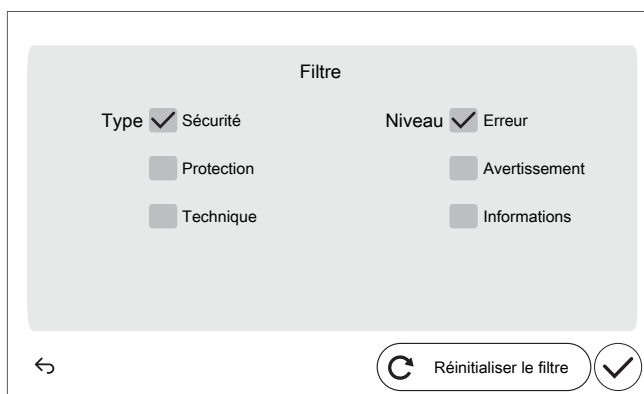 Filtre
Type Sécurité Niveau Erreur
Protection Avertissement
Technique Informations
Réinitialiser le filtre